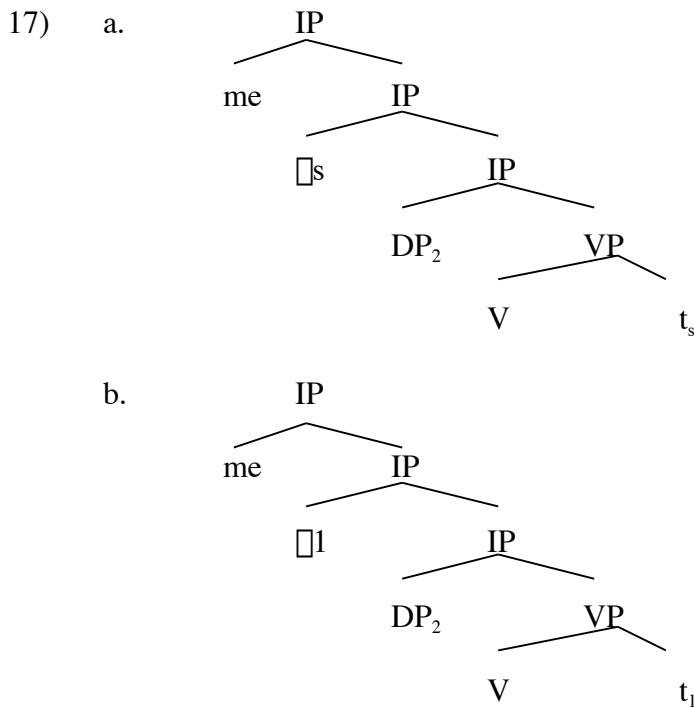 17) a. IP
me IP
▯s IP
DP₂ VP
V tₛ
b. IP
me IP
▯1 IP
DP₂ VP
V t₁